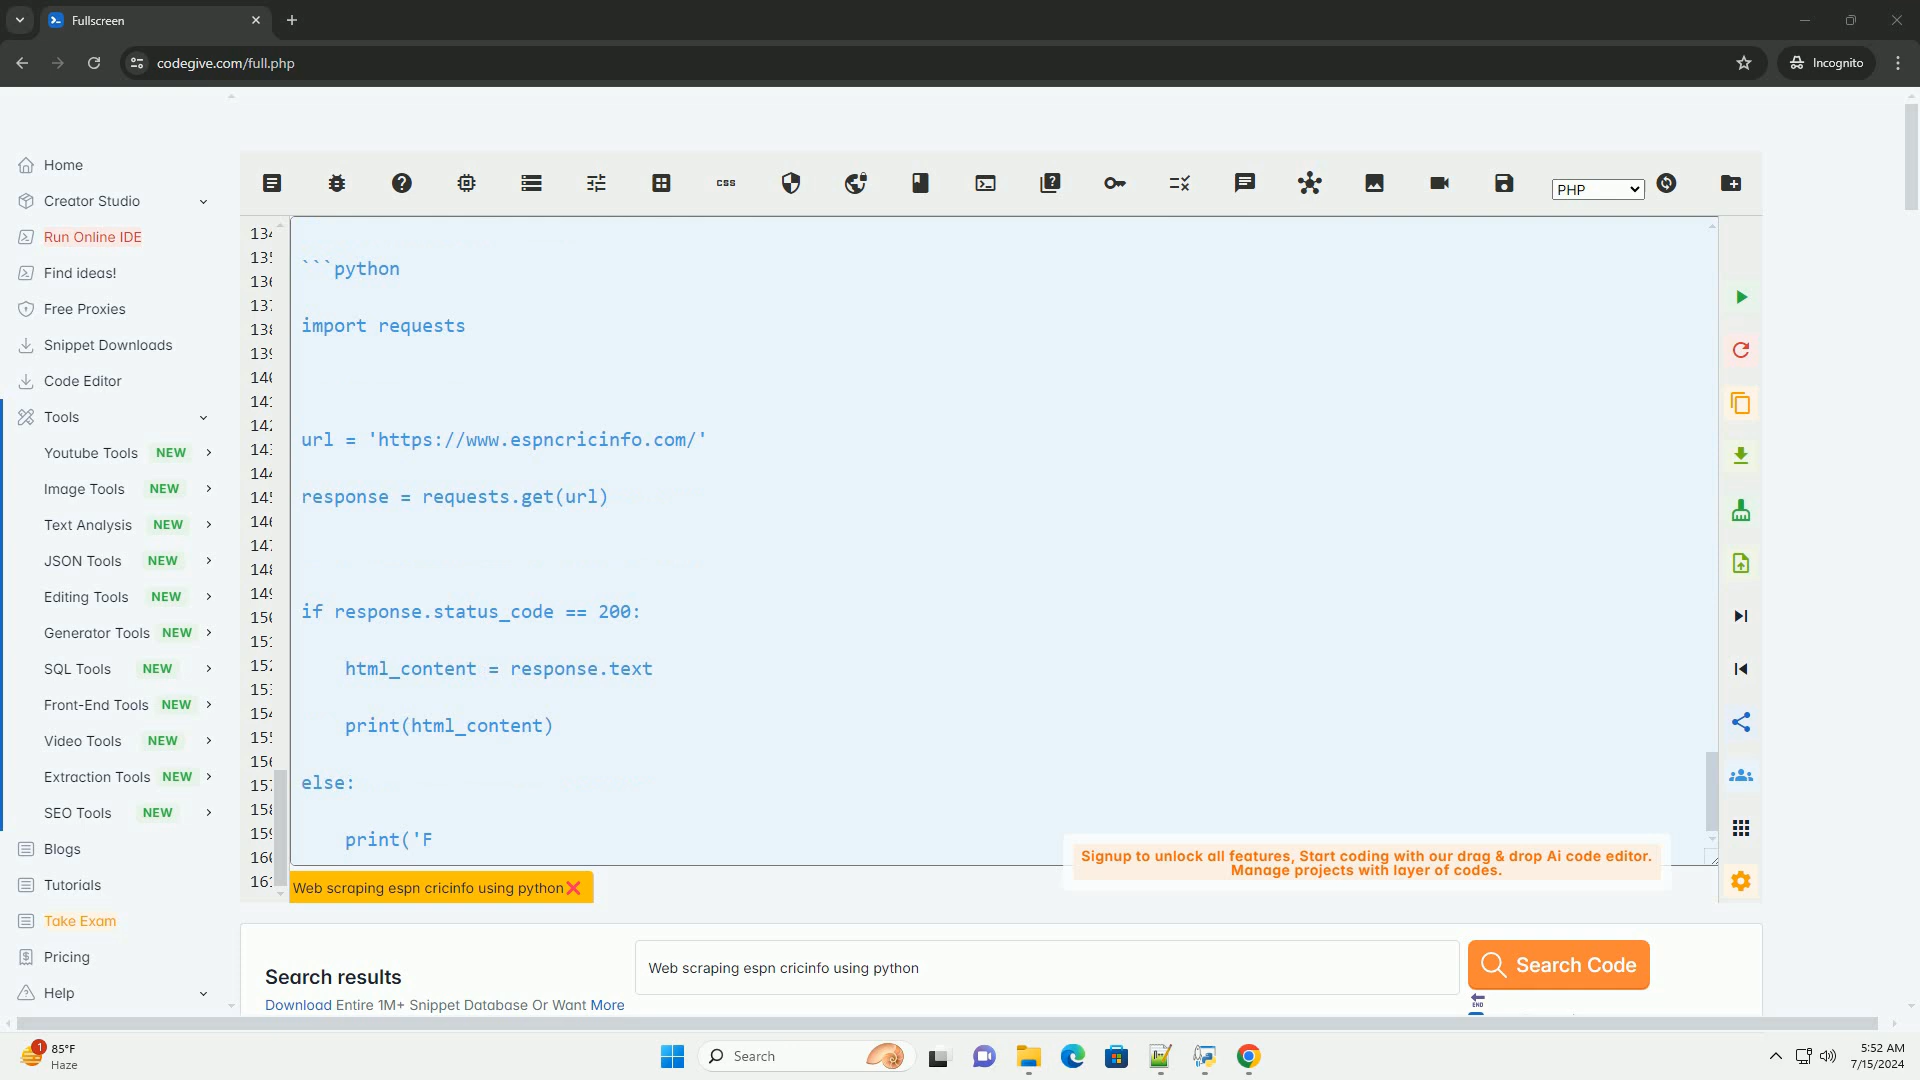 Fullscreen
codegive.com/full.php
Incognito
Home
Creator Studio
Run Online IDE
Find ideas!
Free Proxies
Snippet Downloads
Code Editor
Tools
Youtube Tools NEW
Image Tools NEW
Text Analysis NEW
JSON Tools NEW
Editing Tools NEW
Generator Tools NEW
SQL Tools NEW
Front-End Tools NEW
Video Tools NEW
Extraction Tools NEW
SEO Tools NEW
Blogs
Tutorials
Take Exam
Pricing
Help
CSS
PHP
```python
import requests
url = 'https://www.espncricinfo.com/'
response = requests.get(url)
if response.status_code == 200:
html_content = response.text
print(html_content)
else:
print('F
Signup to unlock all features, Start coding with our drag & drop Ai code editor.
Manage projects with layer of codes.
Web scraping espn cricinfo using python
Search results
Download Entire 1M+ Snippet Database Or Want More
Web scraping espn cricinfo using python
Search Code
END
1
85°F
Haze
Search
5:52 AM
7/15/2024